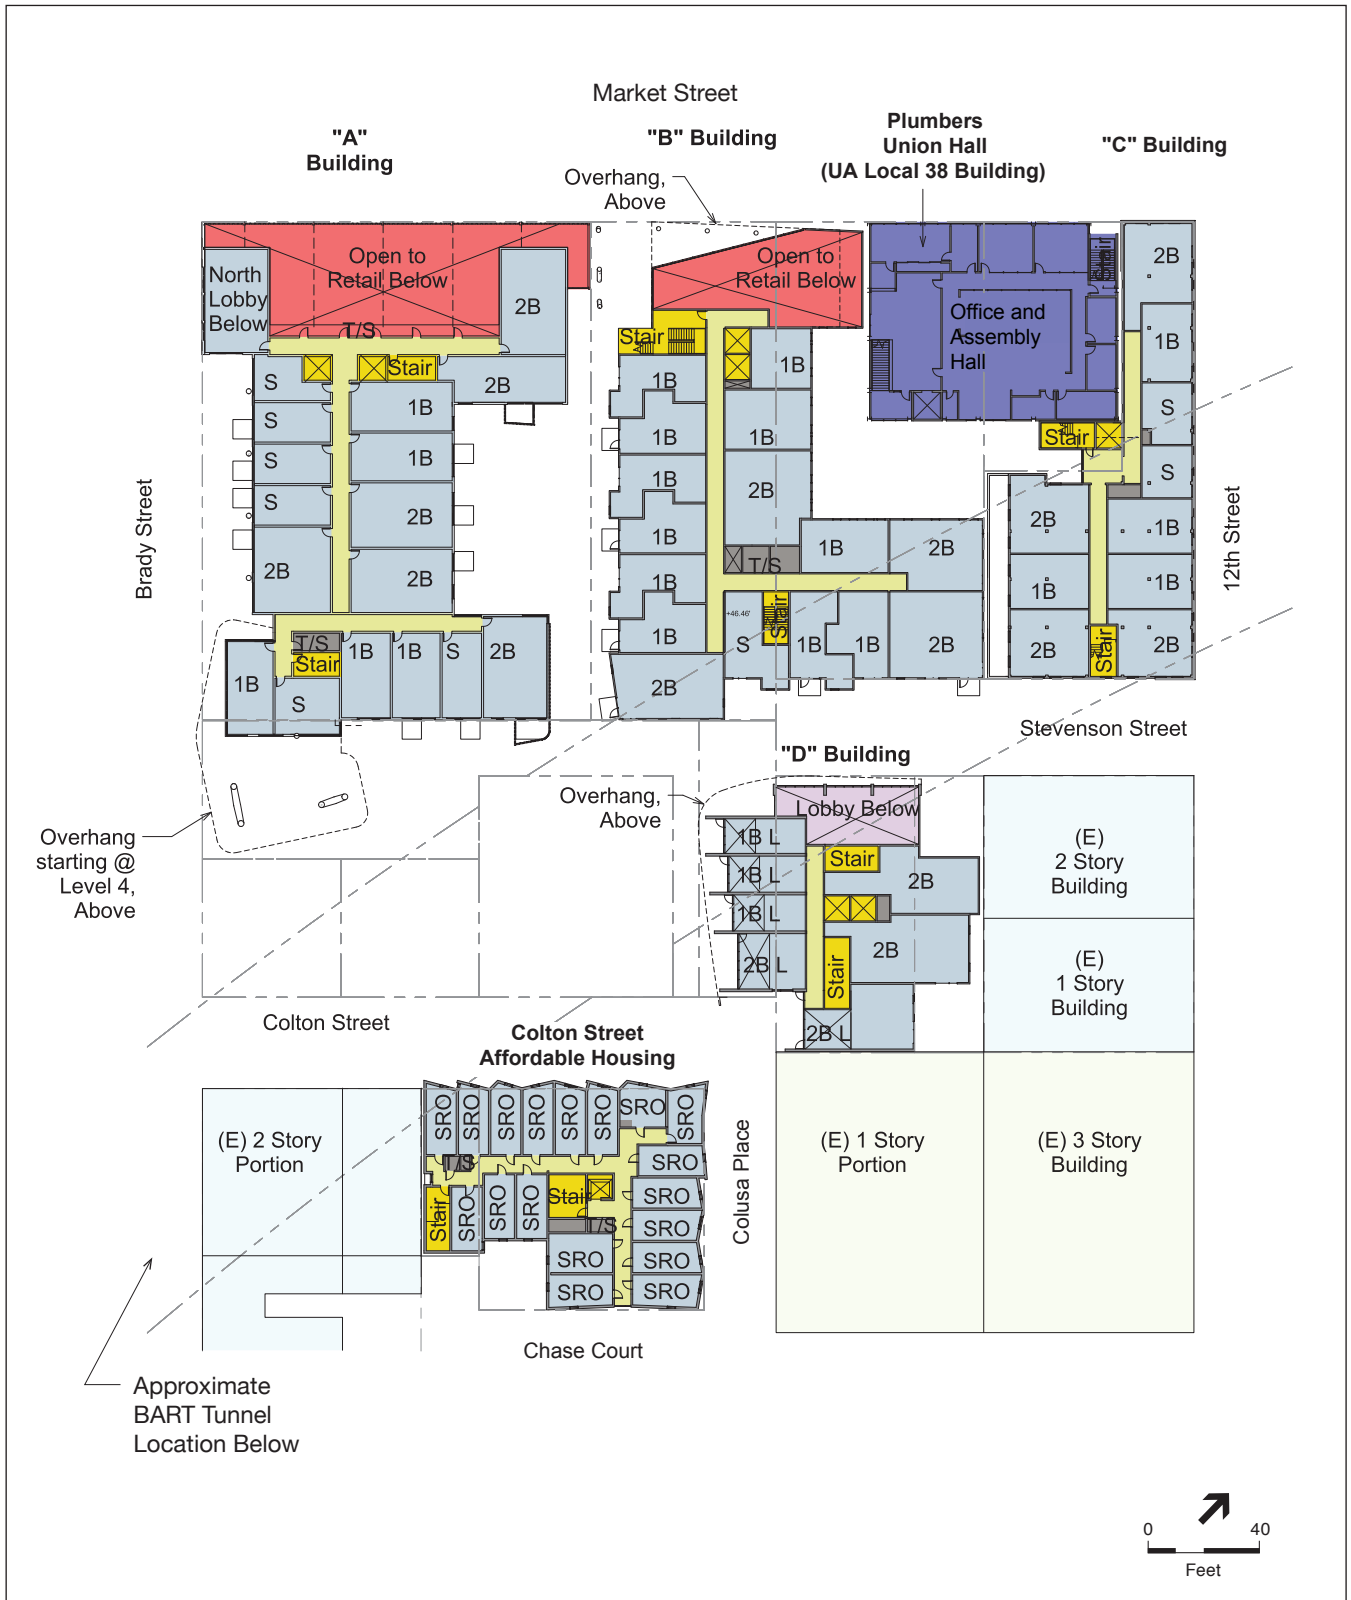 Market Street
"A"
Building
"B" Building
Plumbers
Union Hall
(UA Local 38 Building)
"C" Building
Overhang,
Above
Open to
Retail Below
North
Lobby
Below
T/S
2B
Stair
2B
S
1B
S
1B
S
2B
S
2B
2B
T/S
Stair
1B
1B
S
2B
1B
S
Brady Street
Open to
Retail Below
Stair
1B
1B
1B
1B
1B
2B
1B
1B
T/S
1B
2B
1B
+46.46'
S
Stair
1B
1B
2B
2B
Office and
Assembly
Hall
Stair
2B
1B
S
Stair
S
2B
1B
1B
1B
2B
Stair
2B
12th Street
Stevenson Street
"D" Building
Overhang,
Above
Lobby Below
1B L
Stair
1B L
2B
1B L
2B
2B L
Stair
2B L
(E)
2 Story
Building
(E)
1 Story
Building
Overhang
starting @
Level 4,
Above
Colton Street
Colton Street
Affordable Housing
SRO
SRO
SRO
SRO
SRO
SRO
SRO
SRO
T/S
SRO
Stair
SRO
SRO
SRO
Stair
SRO
T/S
SRO
SRO
SRO
SRO
SRO
Colusa Place
(E) 2 Story
Portion
(E) 1 Story
Portion
(E) 3 Story
Building
Chase Court
Approximate
BART Tunnel
Location Below
0 40
Feet